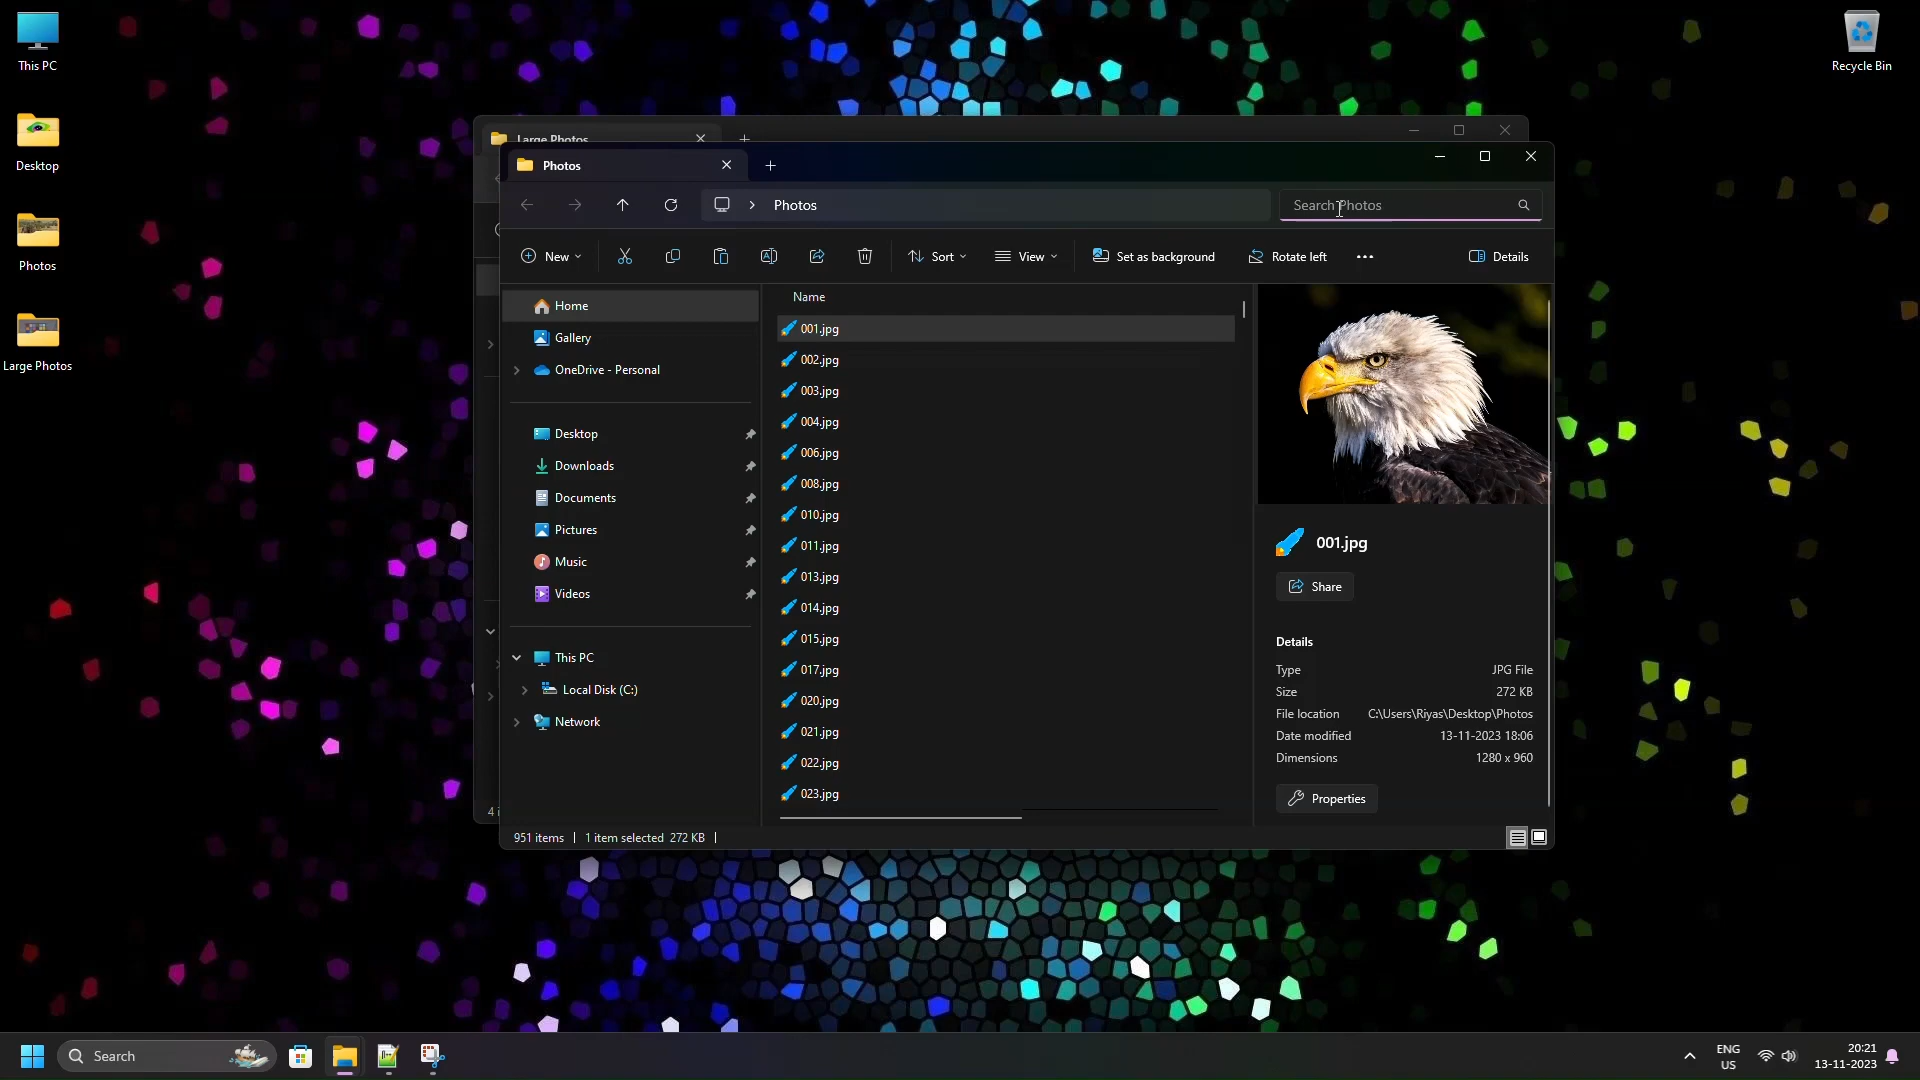 This PC
Recycle Bin
Desktop
Photos
Large Photos
Large Photos
Photos
Photos
Search Photos
New
Sort
View
Set as background
Rotate left
Details
Home
Gallery
OneDrive - Personal
Desktop
Downloads
Documents
Pictures
Music
Videos
This PC
Local Disk (C:)
Network
Name
001.jpg
002.jpg
003.jpg
004.jpg
006.jpg
008.jpg
010.jpg
011.jpg
013.jpg
014.jpg
015.jpg
017.jpg
020.jpg
021.jpg
022.jpg
023.jpg
001.jpg
Share
Details
Type JPG File
Size 272 KB
File location C:\Users\Riyas\Desktop\Photos
Date modified 13-11-2023 18:06
Dimensions 1280 x 960
Properties
4 i
951 items | 1 item selected 272 KB |
Search
ENG
US
20:21
13-11-2023